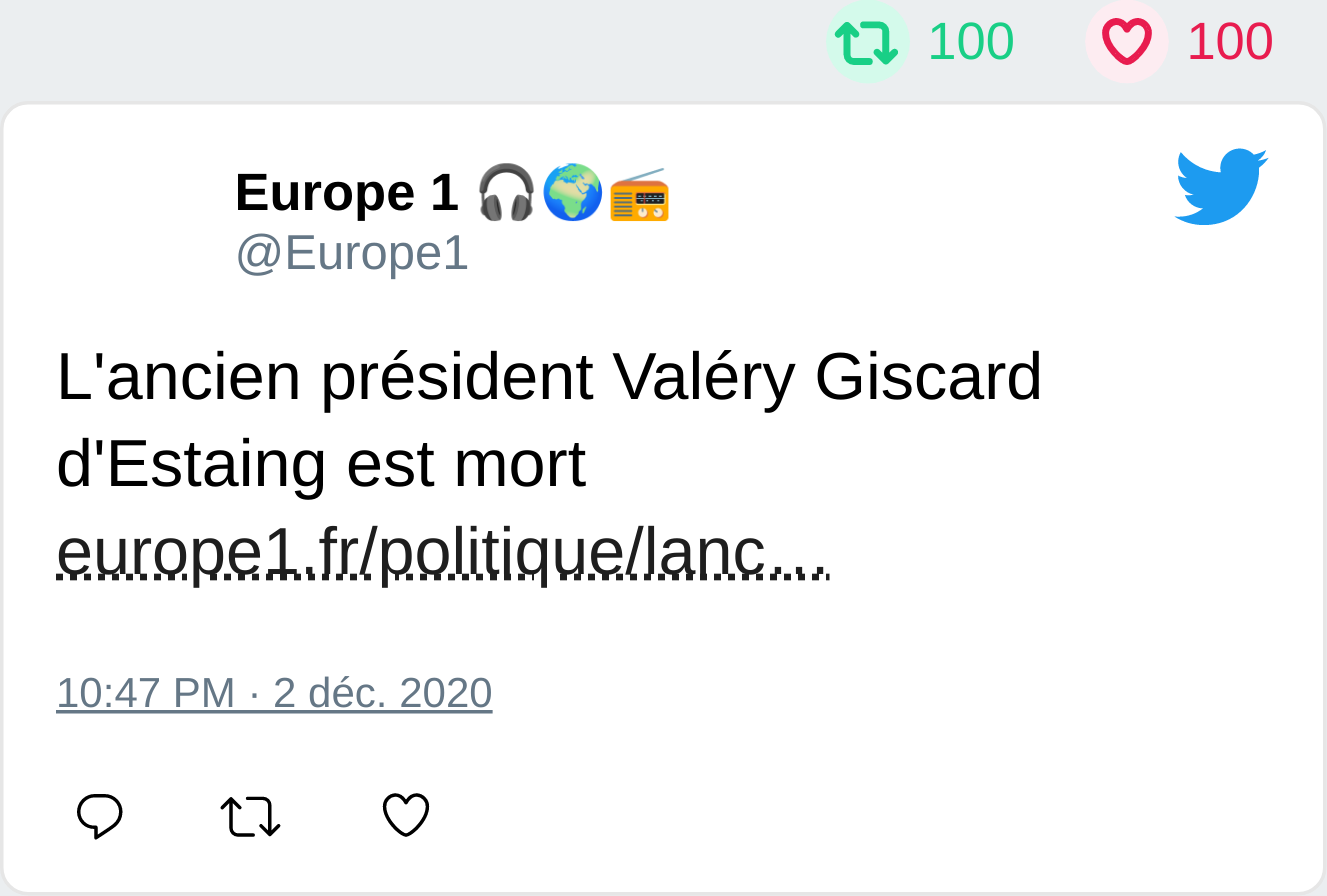 100 100
Europe 1 🎧🌍📻
@Europe1
L'ancien président Valéry Giscard
d'Estaing est mort
europe1.fr/politique/lanc…
10:47 PM · 2 déc. 2020